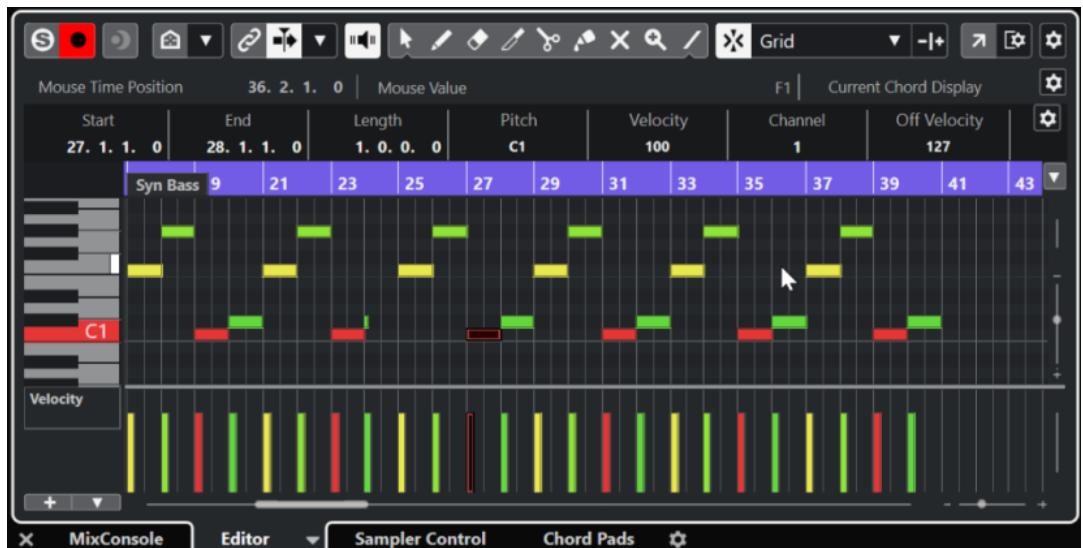 S Grid
Mouse Time Position 36. 2. 1. 0 Mouse Value F1 Current Chord Display
Start End Length Pitch Velocity Channel Off Velocity
27. 1. 1. 0 28. 1. 1. 0 1. 0. 0. 0 C1 100 1 127
Syn Bass 9 21 23 25 27 29 31 33 35 37 39 41 43
C1
Velocity
MixConsole Editor Sampler Control Chord Pads